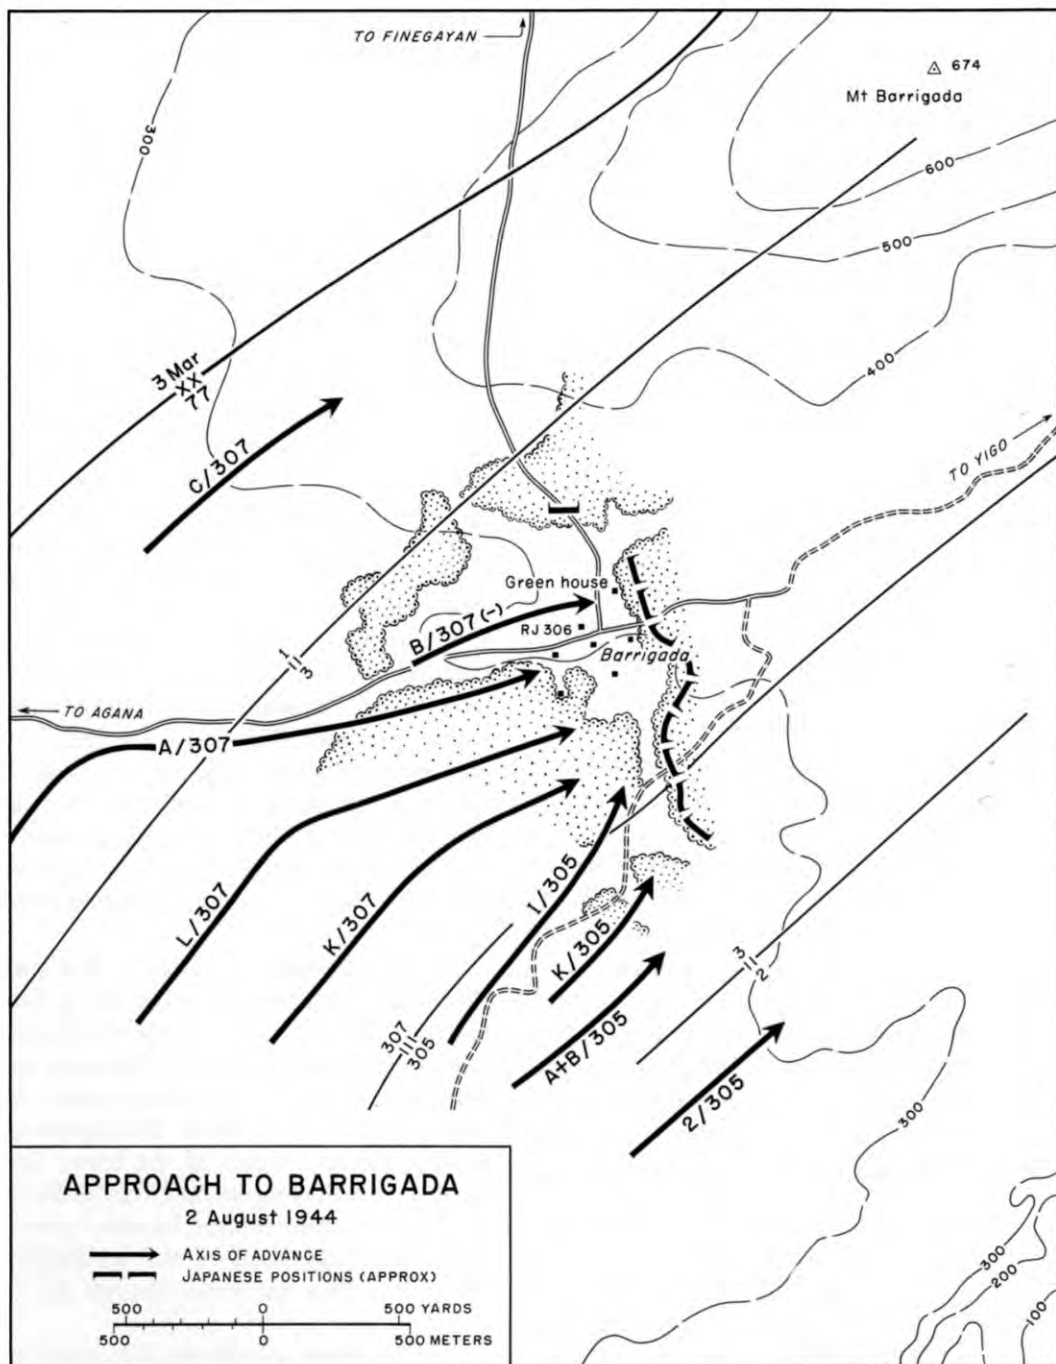 TO FINEGAYAN
674
Mt Barrigada
300
600
500
400
3 Mar
XX
77
C/307
TO YIGO
Green house
B/307 (-)
RJ 306
Barrigada
1
II
3
TO AGANA
A/307
L/307
K/307
I/305
K/305
307
III
305
A+B/305
3
II
2
2/305
300
300
200
100
APPROACH TO BARRIGADA
2 August 1944
AXIS OF ADVANCE
JAPANESE POSITIONS (APPROX)
500 0 500 YARDS
500 0 500 METERS